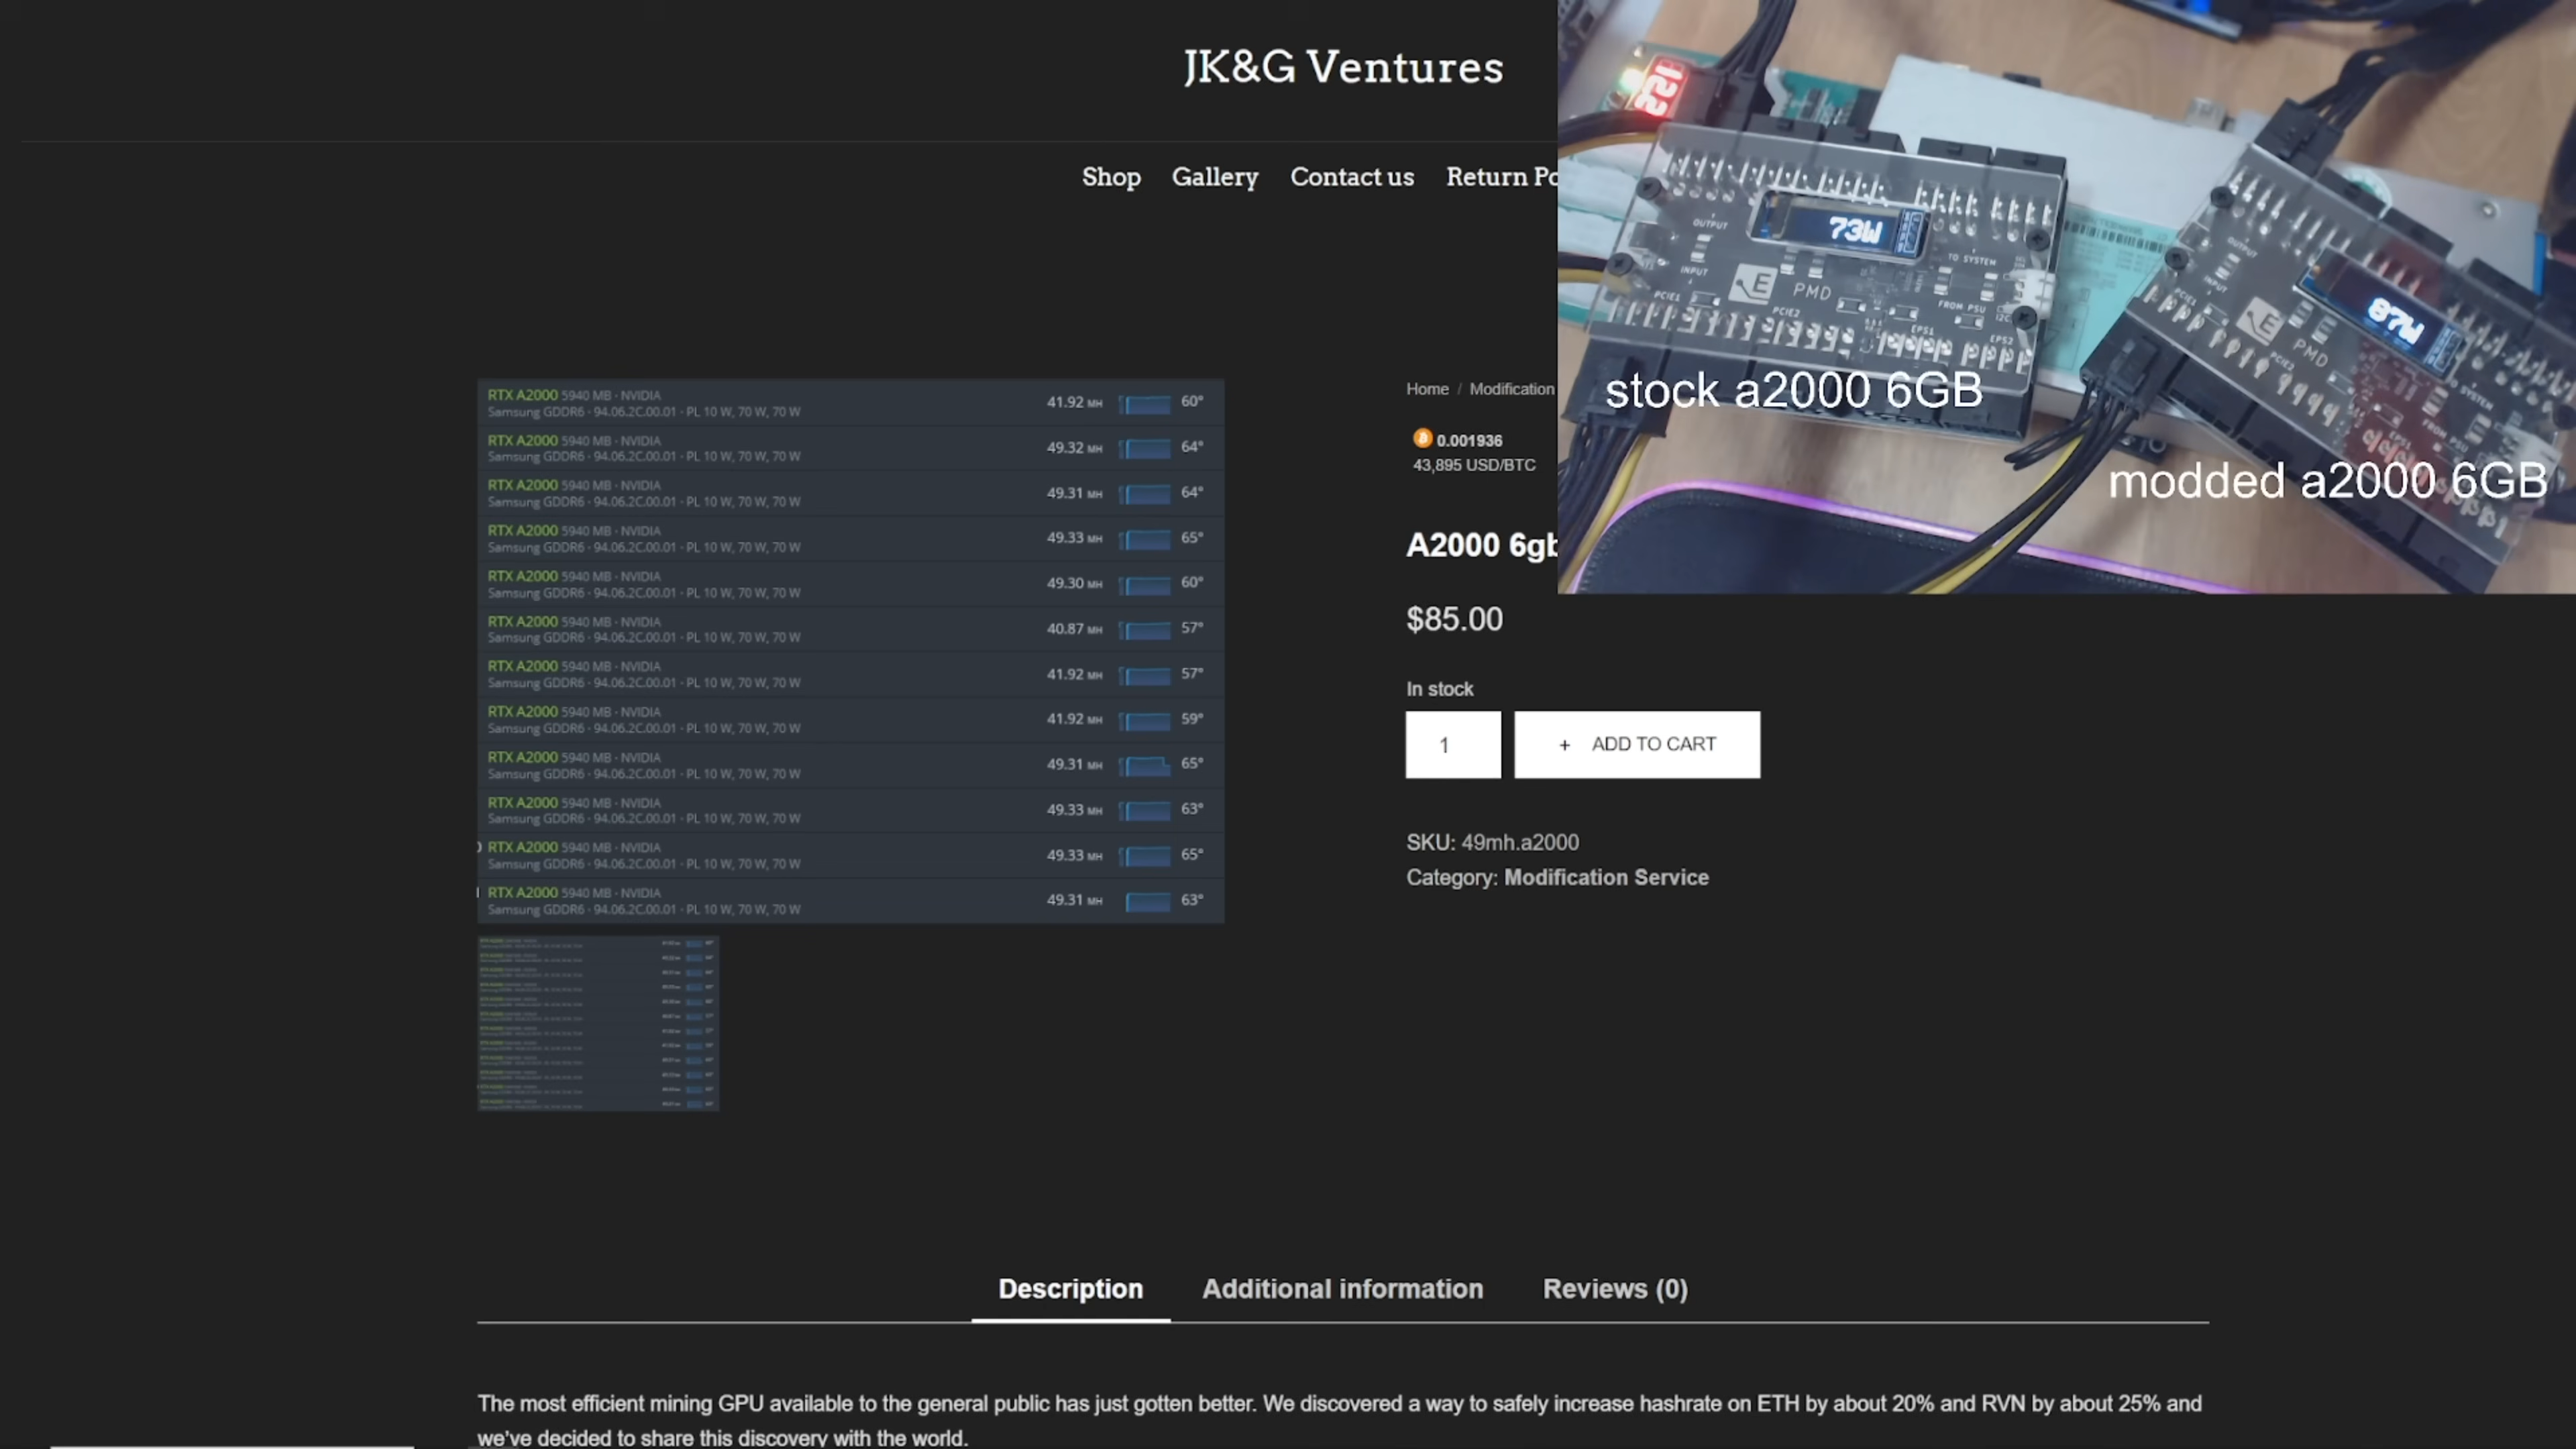 JK&G Ventures
Shop Gallery Contact us Return Po
RTX A2000 5940 MB · NVIDIA
Samsung GDDR6 · 94.06.2C.00.01 · PL 10 W, 70 W, 70 W
41.92 MH 60°
RTX A2000 5940 MB · NVIDIA
Samsung GDDR6 · 94.06.2C.00.01 · PL 10 W, 70 W, 70 W
49.32 MH 64°
RTX A2000 5940 MB · NVIDIA
Samsung GDDR6 · 94.06.2C.00.01 · PL 10 W, 70 W, 70 W
49.31 MH 64°
RTX A2000 5940 MB · NVIDIA
Samsung GDDR6 · 94.06.2C.00.01 · PL 10 W, 70 W, 70 W
49.33 MH 65°
RTX A2000 5940 MB · NVIDIA
Samsung GDDR6 · 94.06.2C.00.01 · PL 10 W, 70 W, 70 W
49.30 MH 60°
RTX A2000 5940 MB · NVIDIA
Samsung GDDR6 · 94.06.2C.00.01 · PL 10 W, 70 W, 70 W
40.87 MH 57°
RTX A2000 5940 MB · NVIDIA
Samsung GDDR6 · 94.06.2C.00.01 · PL 10 W, 70 W, 70 W
41.92 MH 57°
RTX A2000 5940 MB · NVIDIA
Samsung GDDR6 · 94.06.2C.00.01 · PL 10 W, 70 W, 70 W
41.92 MH 59°
RTX A2000 5940 MB · NVIDIA
Samsung GDDR6 · 94.06.2C.00.01 · PL 10 W, 70 W, 70 W
49.31 MH 65°
RTX A2000 5940 MB · NVIDIA
Samsung GDDR6 · 94.06.2C.00.01 · PL 10 W, 70 W, 70 W
49.33 MH 63°
RTX A2000 5940 MB · NVIDIA
Samsung GDDR6 · 94.06.2C.00.01 · PL 10 W, 70 W, 70 W
49.33 MH 65°
RTX A2000 5940 MB · NVIDIA
Samsung GDDR6 · 94.06.2C.00.01 · PL 10 W, 70 W, 70 W
49.31 MH 63°
Home / Modification
0.001936
43,895 USD/BTC
A2000 6gb
$85.00
In stock
1 + ADD TO CART
SKU: 49mh.a2000
Category: Modification Service
12.2
OUTPUT
73W
TO SYSTEM
INPUT
PMD
FROM PSU
PCIE1
PCIE2
EPS1
EPS2
I2C
stock a2000 6GB
OUTPUT
INPUT
87W
PCIE1
PCIE2
PMD
SYSTEM
FROM PSU
EPS1
modded a2000 6GB
Description Additional information Reviews (0)
The most efficient mining GPU available to the general public has just gotten better. We discovered a way to safely increase hashrate on ETH by about 20% and RVN by about 25% and
we've decided to share this discovery with the world.